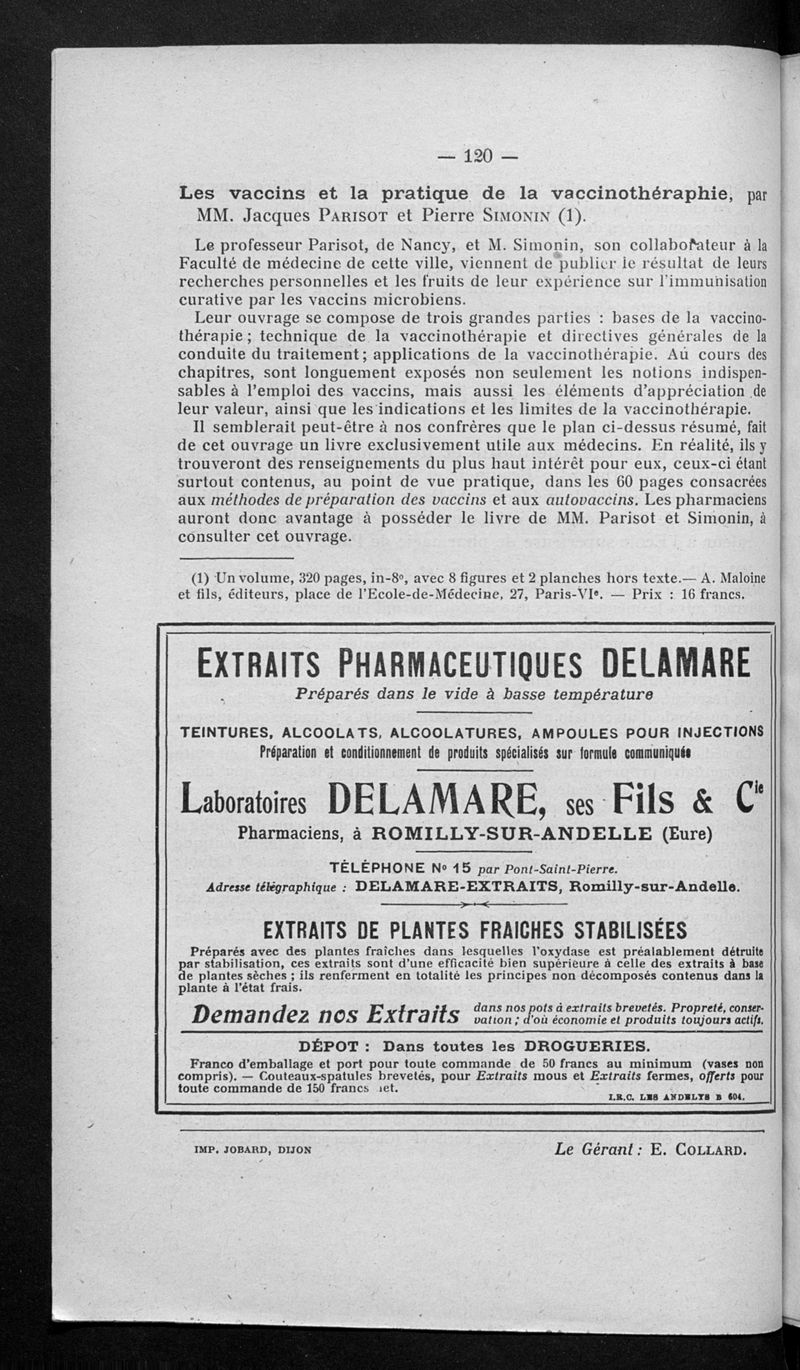 — 120 —
Les vaccins et la pratique de la vaccinothéraphie, par
MM. Jacques PARISOT et Pierre SIMONIN (1).
Le professeur Parisot, de Nancy, et M. Simonin, son collaborateur à la
Faculté de médecine de cette ville, viennent de publier le résultat de leurs
recherches personnelles et les fruits de leur expérience sur l'immunisation
curative par les vaccins microbiens.
Leur ouvrage se compose de trois grandes parties : bases de la vaccino-
thérapie ; technique de la vaccinothérapie et directives générales de la
conduite du traitement ; applications de la vaccinothérapie. Aù cours des
chapitres, sont longuement exposés non seulement les notions indispen-
sables à l'emploi des vaccins, mais aussi les éléments d'appréciation de
leur valeur, ainsi que les indications et les limites de la vaccinothérapie.
Il semblerait peut-être à nos confrères que le plan ci-dessus résumé, fait
de cet ouvrage un livre exclusivement utile aux médecins. En réalité, ils y
trouveront des renseignements du plus haut intérêt pour eux, ceux-ci étant
surtout contenus, au point de vue pratique, dans les 60 pages consacrées
aux méthodes de préparation des vaccins et aux autovaccins. Les pharmaciens
auront donc avantage à posséder le livre de MM. Parisot et Simonin, à
consulter cet ouvrage.
(1) Un volume, 320 pages, in-8°, avec 8 figures et 2 planches hors texte.— A. Maloine
et fils, éditeurs, place de l'Ecole-de-Médecine, 27, Paris-VIe. — Prix : 16 francs.
EXTRAITS PHARMACEUTIQUES DELAMARE
Préparés dans le vide à basse température
TEINTURES, ALCOOLATS, ALCOOLATURES, AMPOULES POUR INJECTIONS
Préparation et conditionnement de produits spécialisés sur formule communiquée
Laboratoires DELAMARE, ses Fils & Cie
Pharmaciens, à ROMILLY-SUR-ANDELLE (Eure)
TÉLÉPHONE N° 15 par Pont-Saint-Pierre.
Adresse télégraphique : DELAMARE-EXTRAITS, Romilly-sur-Andelle.
EXTRAITS DE PLANTES FRAICHES STABILISÉES
Préparés avec des plantes fraîches dans lesquelles l'oxydase est préalablement détruite
par stabilisation, ces extraits sont d'une efficacité bien supérieure à celle des extraits à base
de plantes sèches ; ils renferment en totalité les principes non décomposés contenus dans la
plante à l'état frais.
Demandez nos Extraits dans nos pots à extraits brevetés. Propreté, conser-
vation ; d'où économie et produits toujours actifs.
DÉPOT : Dans toutes les DROGUERIES.
Franco d'emballage et port pour toute commande de 50 francs au minimum (vases non
compris). — Couteaux-spatules brevetés, pour Extraits mous et Extraits fermes, offerts pour
toute commande de 150 francs net.
I.R.C. LES ANDELYS B 604.
IMP. JOBARD, DIJON
Le Gérant : E. COLLARD.